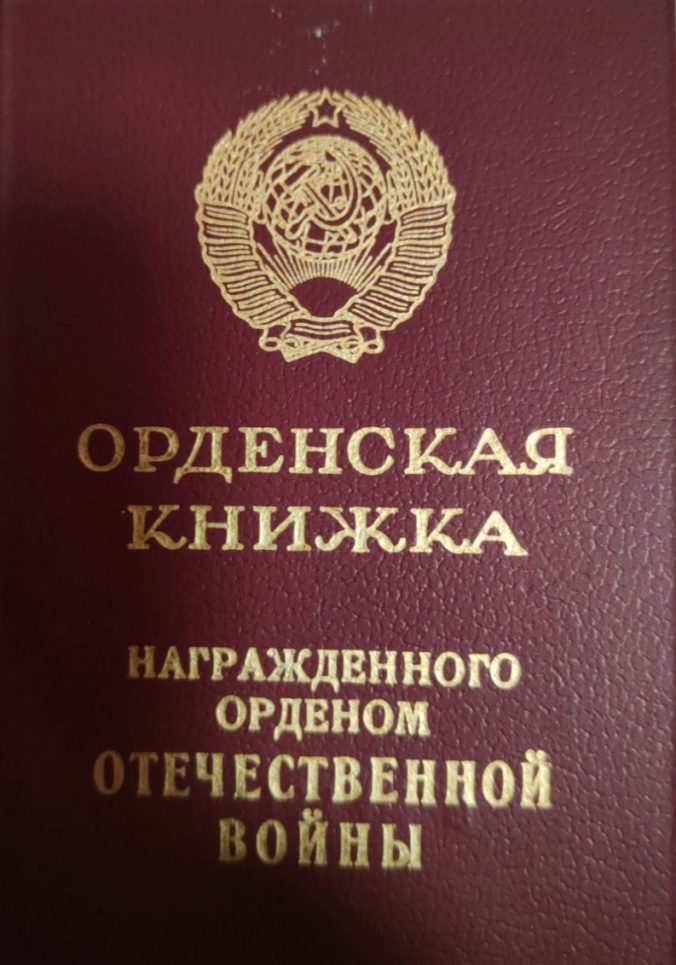 ОРДЕНСКАЯ
КНИЖКА
НАГРАЖДЕННОГО
ОРДЕНОМ
ОТЕЧЕСТВЕННОЙ
ВОЙНЫ